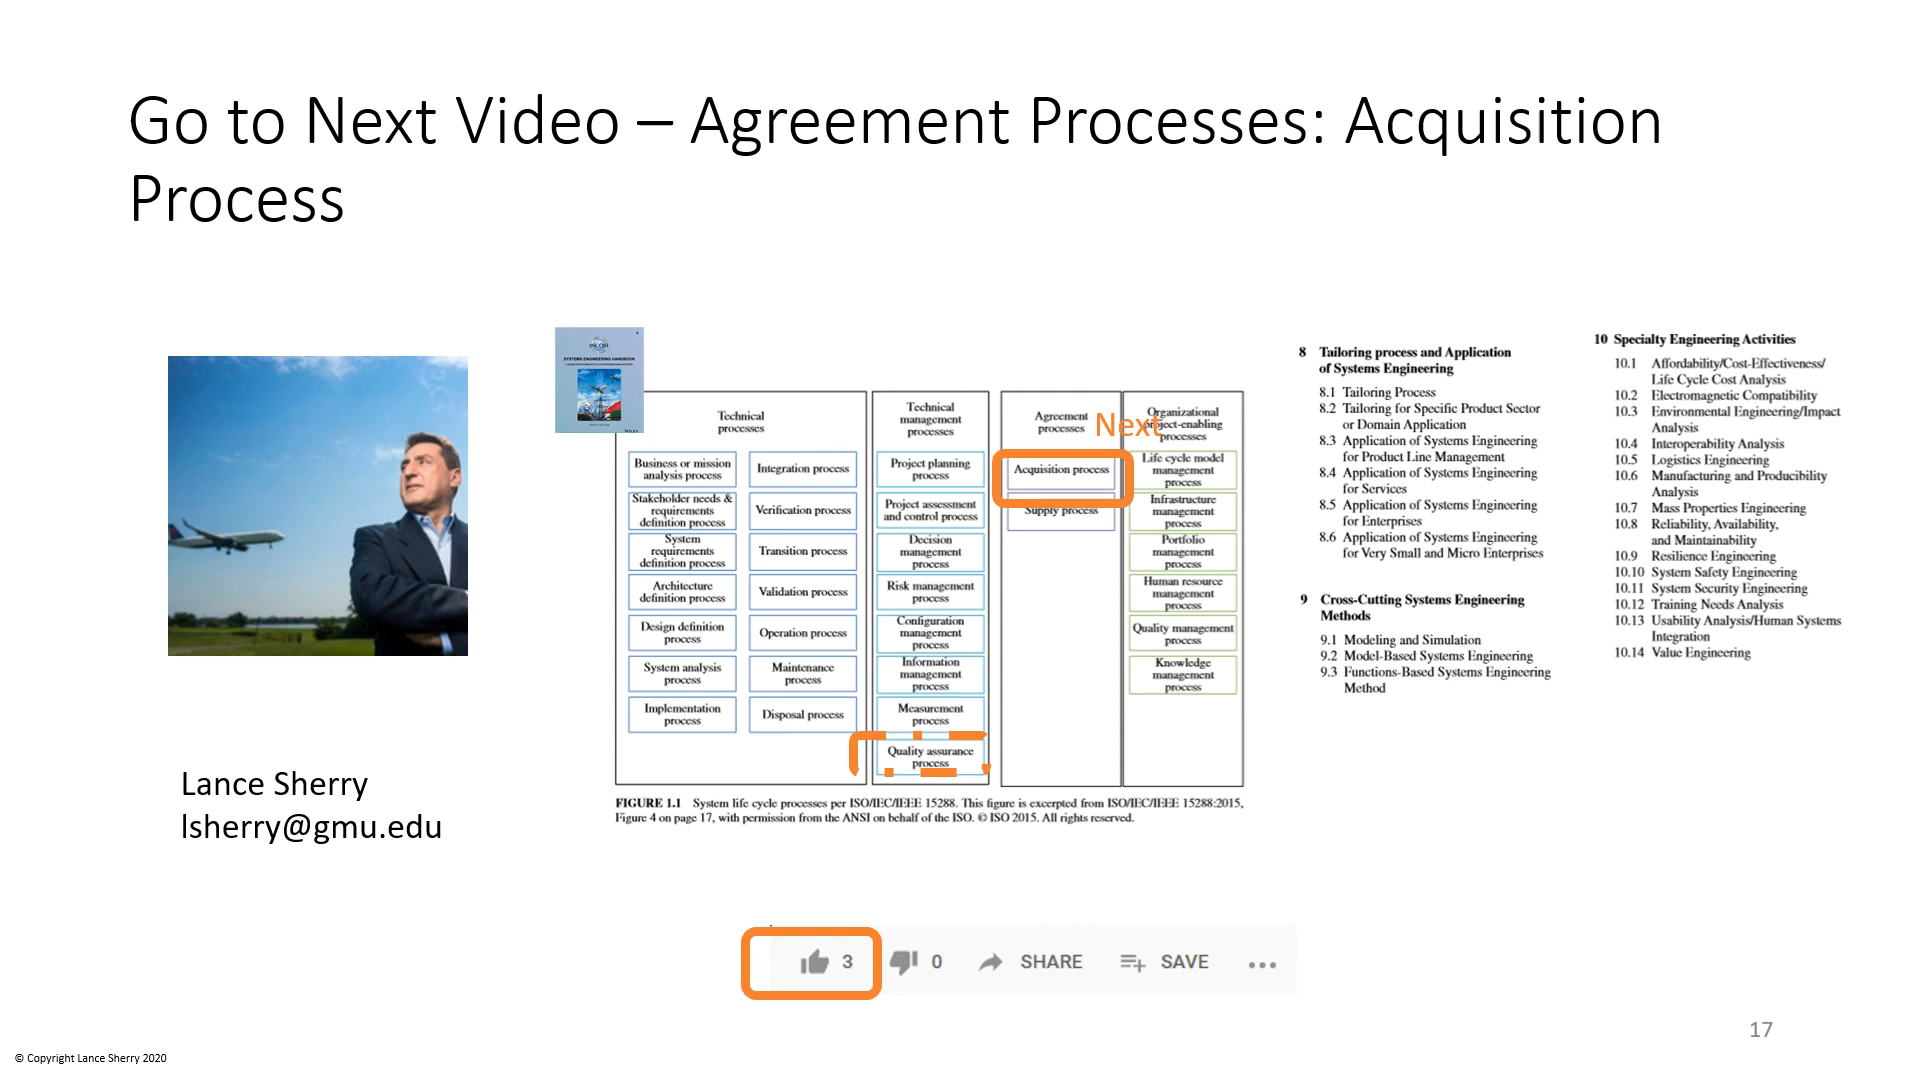 Go to Next Video – Agreement Processes: Acquisition
Process
INCOSE
SYSTEMS ENGINEERING HANDBOOK
WILEY
Technical
processes
Business or mission
analysis process
Stakeholder needs &
requirements
definition process
System
requirements
definition process
Architecture
definition process
Design definition
process
System analysis
process
Implementation
process
Integration process
Verification process
Transition process
Validation process
Operation process
Maintenance
process
Disposal process
Technical
management
processes
Project planning
process
Project assessment
and control process
Decision
management
process
Risk management
process
Configuration
management
process
Information
management
process
Measurement
process
Quality assurance
process
Agreement
processes
Next
Acquisition process
Supply process
Organizational
project-enabling
processes
Life cycle model
management
process
Infrastructure
management
process
Portfolio
management
process
Human resource
management
process
Quality management
process
Knowledge
management
process
FIGURE 1.1 System life cycle processes per ISO/IEC/IEEE 15288. This figure is excerpted from ISO/IEC/IEEE 15288:2015,
Figure 4 on page 17, with permission from the ANSI on behalf of the ISO. © ISO 2015. All rights reserved.
8 Tailoring process and Application
of Systems Engineering
8.1 Tailoring Process
8.2 Tailoring for Specific Product Sector
or Domain Application
8.3 Application of Systems Engineering
for Product Line Management
8.4 Application of Systems Engineering
for Services
8.5 Application of Systems Engineering
for Enterprises
8.6 Application of Systems Engineering
for Very Small and Micro Enterprises
9 Cross-Cutting Systems Engineering
Methods
9.1 Modeling and Simulation
9.2 Model-Based Systems Engineering
9.3 Functions-Based Systems Engineering
Method
10 Specialty Engineering Activities
10.1 Affordability/Cost-Effectiveness/
Life Cycle Cost Analysis
10.2 Electromagnetic Compatibility
10.3 Environmental Engineering/Impact
Analysis
10.4 Interoperability Analysis
10.5 Logistics Engineering
10.6 Manufacturing and Producibility
Analysis
10.7 Mass Properties Engineering
10.8 Reliability, Availability,
and Maintainability
10.9 Resilience Engineering
10.10 System Safety Engineering
10.11 System Security Engineering
10.12 Training Needs Analysis
10.13 Usability Analysis/Human Systems
Integration
10.14 Value Engineering
Lance Sherry
lsherry@gmu.edu
3 0 SHARE SAVE ...
17
© Copyright Lance Sherry 2020